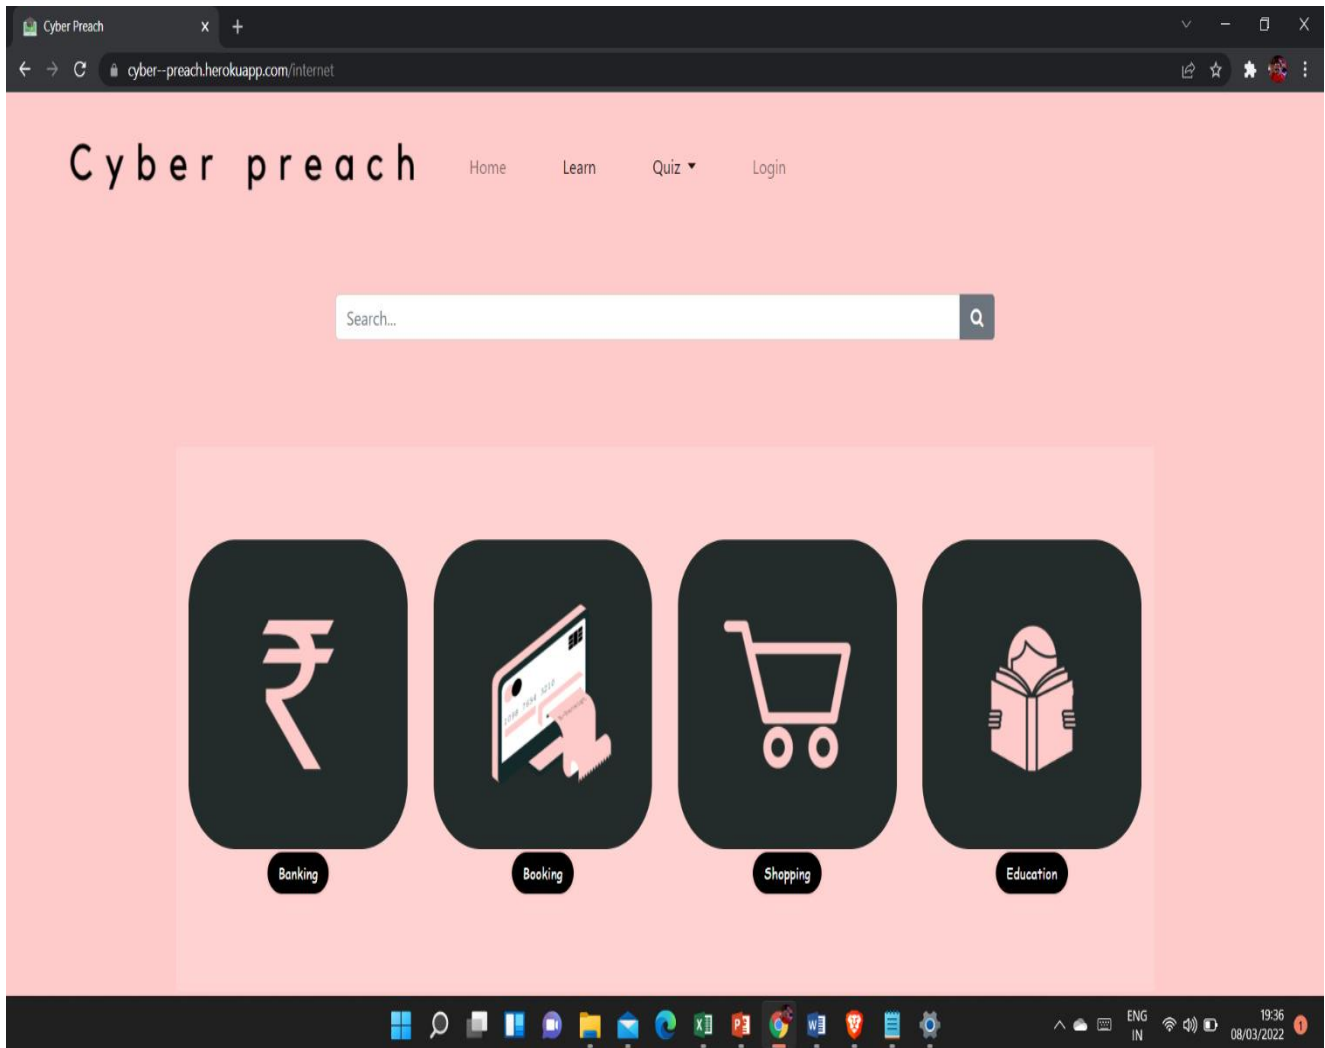 Cyber Preach
cyber--preach.herokuapp.com/internet
Cyber preach Home Learn Quiz Login
Search...
Banking Booking Shopping Education
ENG
IN
19:36
08/03/2022
1